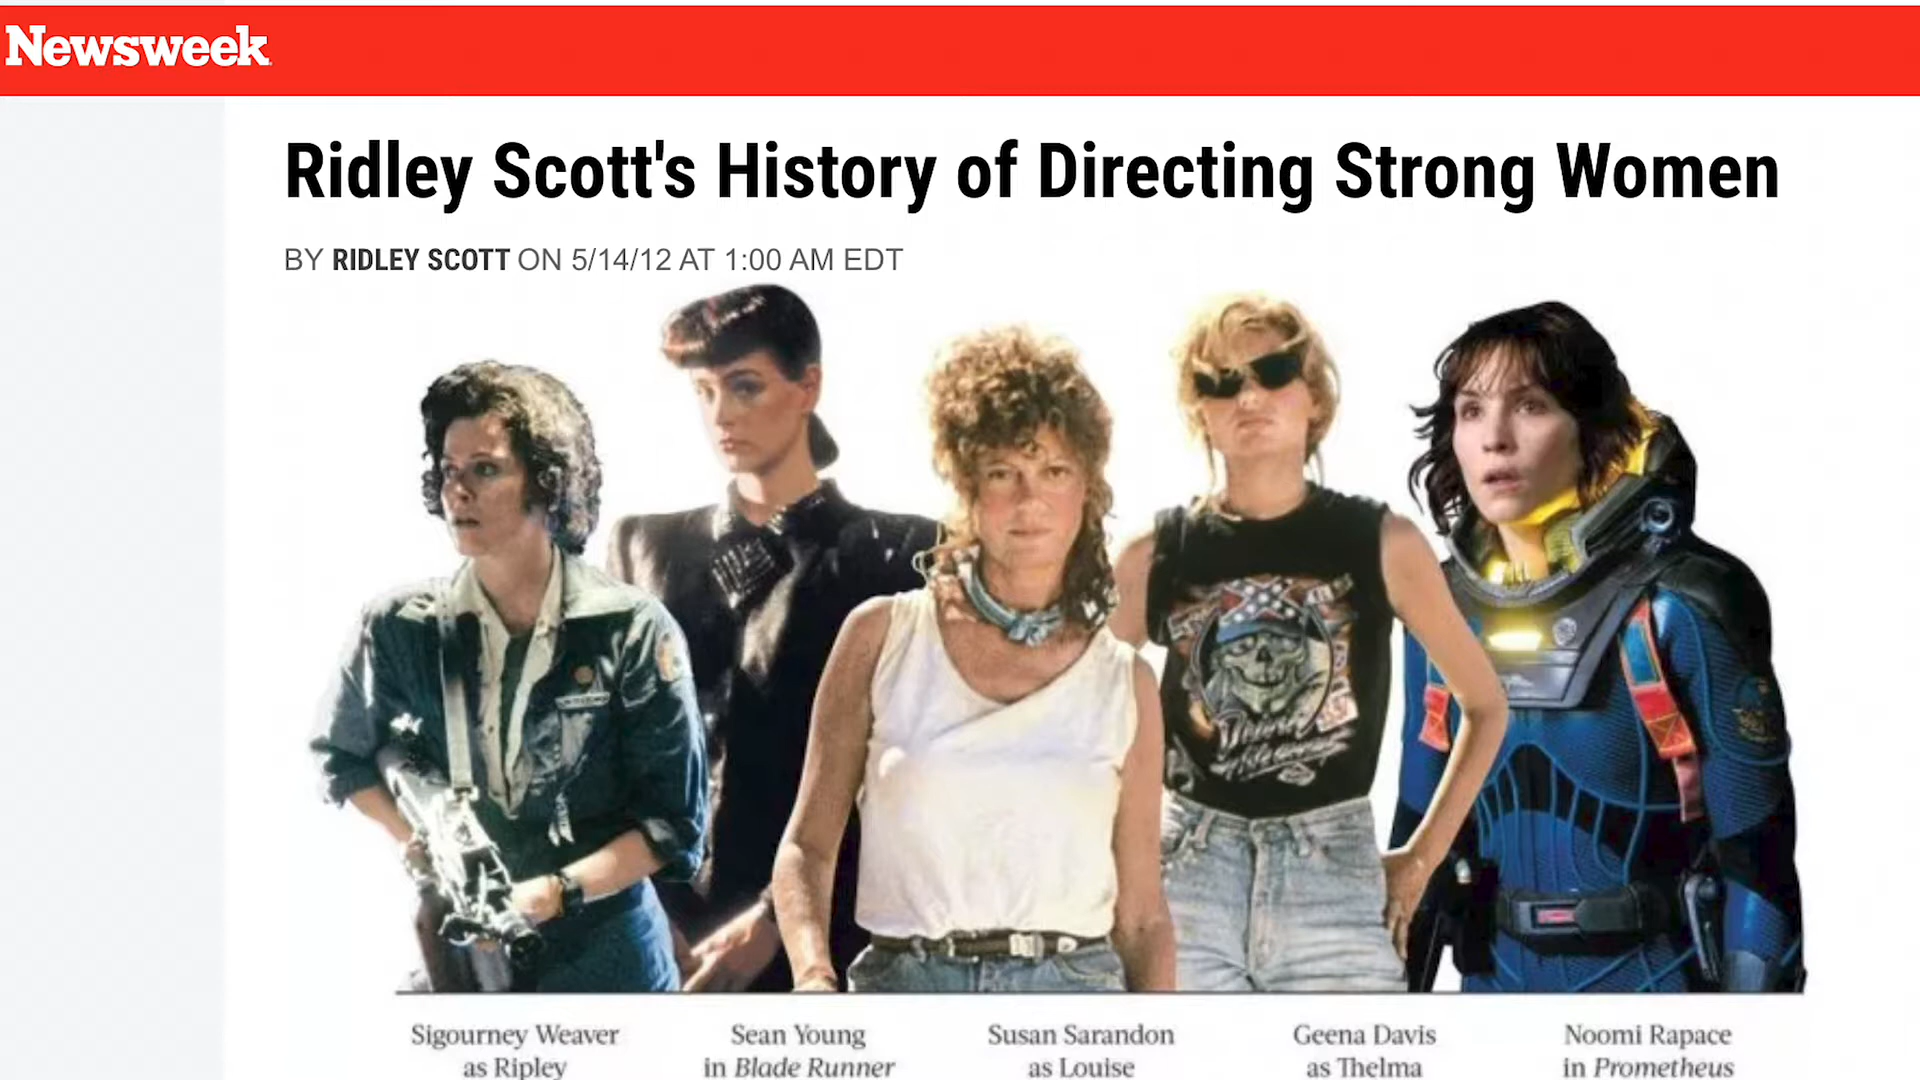 Newsweek
Ridley Scott's History of Directing Strong Women
BY RIDLEY SCOTT ON 5/14/12 AT 1:00 AM EDT
Sigourney Weaver
as Ripley
Sean Young
in Blade Runner
Susan Sarandon
as Louise
Geena Davis
as Thelma
Noomi Rapace
in Prometheus